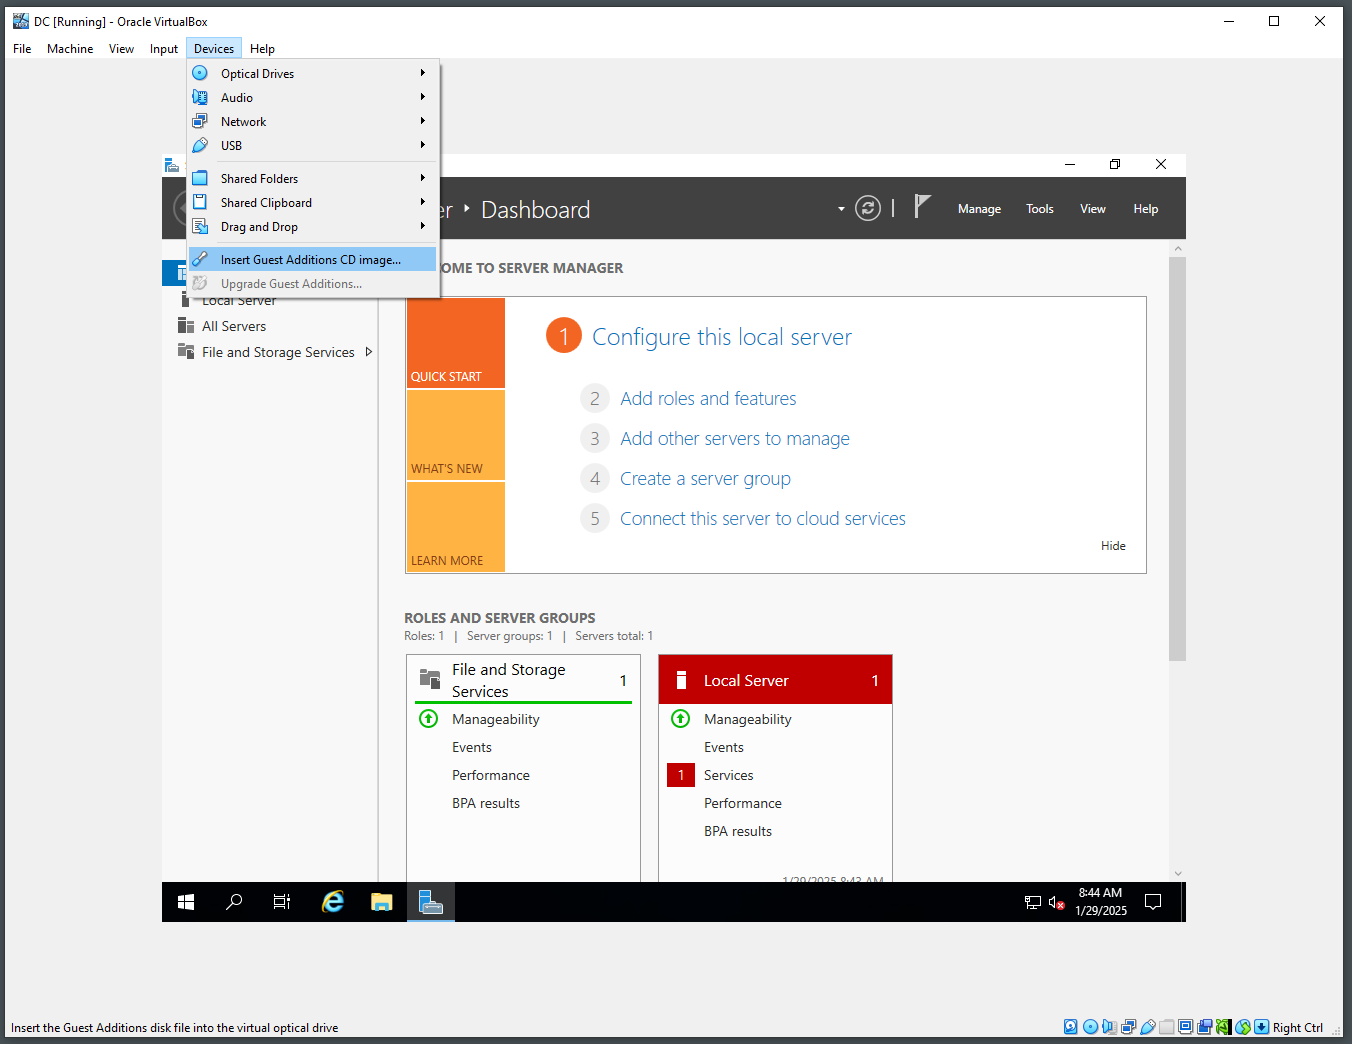 DC [Running] - Oracle VirtualBox
File Machine View Input Devices Help
Optical Drives
Audio
Network
USB
Shared Folders
Shared Clipboard
Drag and Drop
Insert Guest Additions CD image...
Upgrade Guest Additions...
Dashboard
Manage Tools View Help
Local Server
All Servers
File and Storage Services
OME TO SERVER MANAGER
QUICK START
WHAT'S NEW
LEARN MORE
1 Configure this local server
2 Add roles and features
3 Add other servers to manage
4 Create a server group
5 Connect this server to cloud services
Hide
ROLES AND SERVER GROUPS
Roles: 1 | Server groups: 1 | Servers total: 1
File and Storage
Services
1
Manageability
Events
Performance
BPA results
Local Server 1
Manageability
Events
1 Services
Performance
BPA results
1/29/2025 8:43 AM
8:44 AM
1/29/2025
Insert the Guest Additions disk file into the virtual optical drive
Right Ctrl